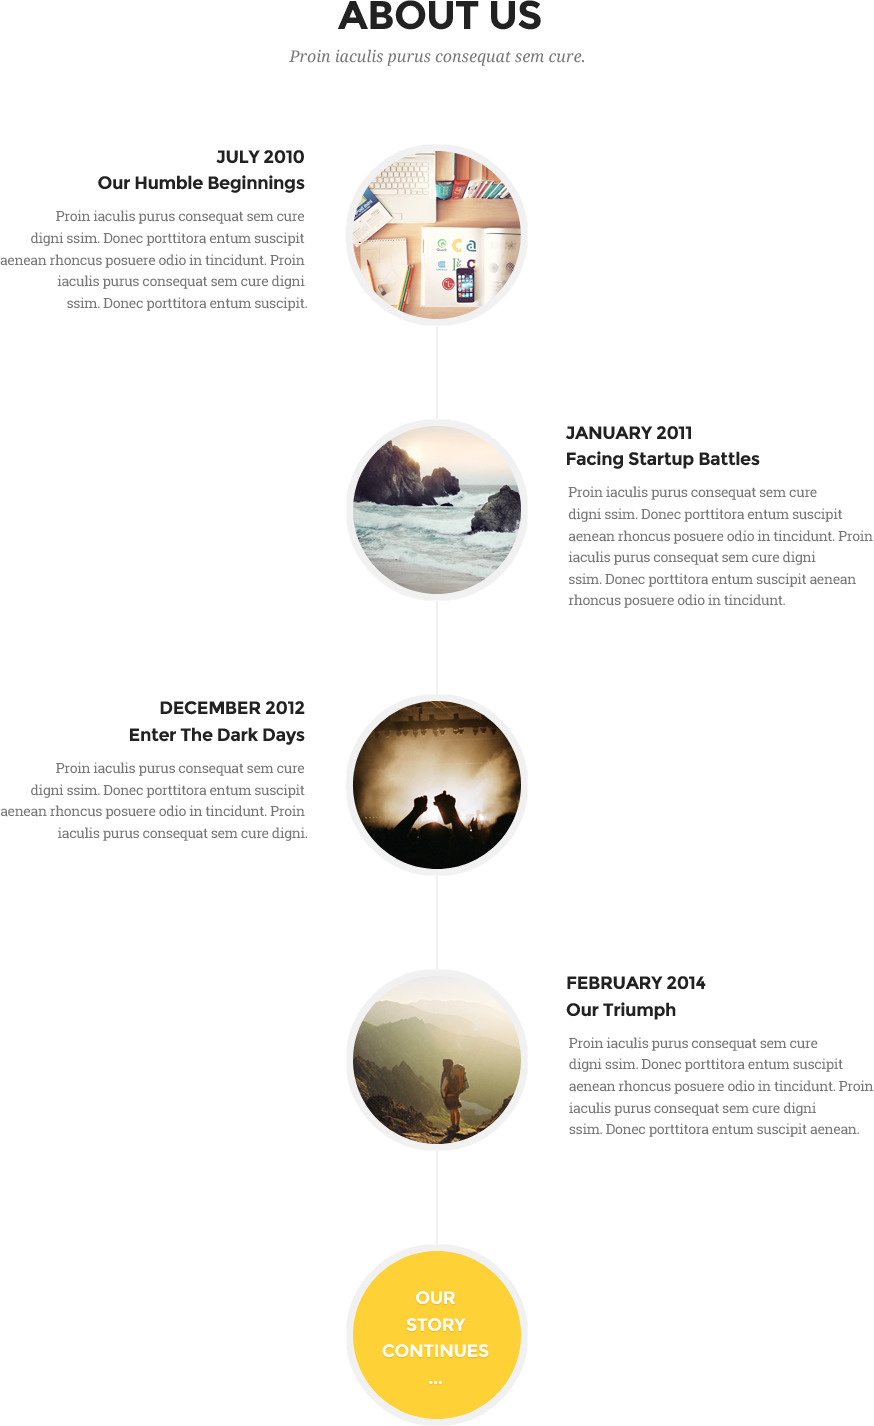 ABOUT US
Proin iaculis purus consequat sem cure.
JULY 2010
Our Humble Beginnings
Proin iaculis purus consequat sem cure
digni ssim. Donec porttitora entum suscipit
aenean rhoncus posuere odio in tincidunt. Proin
iaculis purus consequat sem cure digni
ssim. Donec porttitora entum suscipit.
JANUARY 2011
Facing Startup Battles
Proin iaculis purus consequat sem cure
digni ssim. Donec porttitora entum suscipit
aenean rhoncus posuere odio in tincidunt. Proin
iaculis purus consequat sem cure digni
ssim. Donec porttitora entum suscipit aenean
rhoncus posuere odio in tincidunt.
DECEMBER 2012
Enter The Dark Days
Proin iaculis purus consequat sem cure
digni ssim. Donec porttitora entum suscipit
aenean rhoncus posuere odio in tincidunt. Proin
iaculis purus consequat sem cure digni.
FEBRUARY 2014
Our Triumph
Proin iaculis purus consequat sem cure
digni ssim. Donec porttitora entum suscipit
aenean rhoncus posuere odio in tincidunt. Proin
iaculis purus consequat sem cure digni
ssim. Donec porttitora entum suscipit aenean.
OUR
STORY
CONTINUES
...